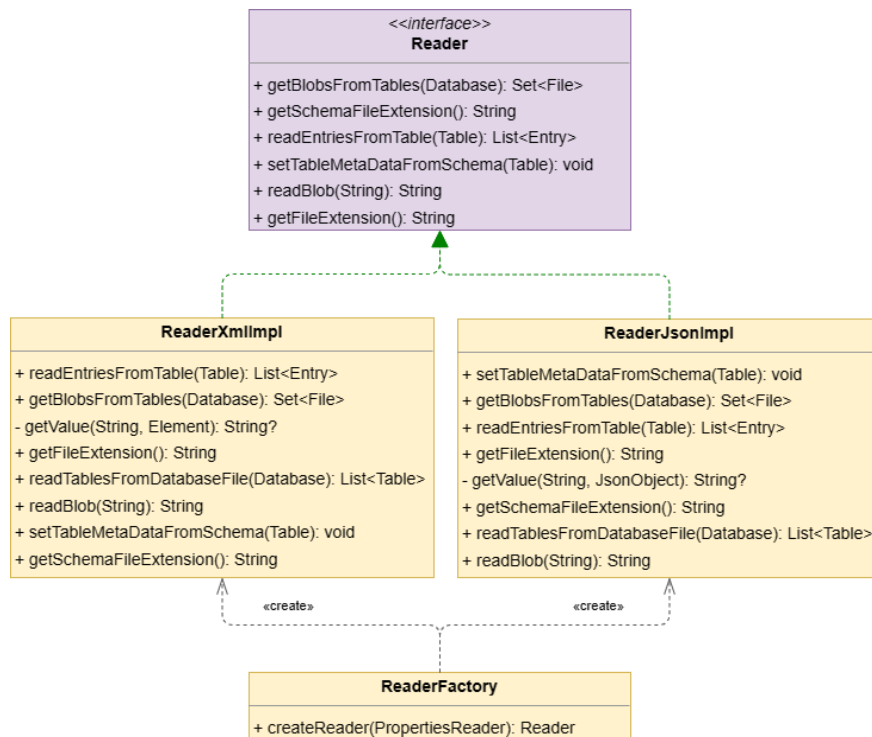 <<interface>>
Reader
+ getBlobsFromTables(Database): Set<File>
+ getSchemaFileExtension(): String
+ readEntriesFromTable(Table): List<Entry>
+ setTableMetaDataFromSchema(Table): void
+ readBlob(String): String
+ getFileExtension(): String
ReaderXmlImpl
+ readEntriesFromTable(Table): List<Entry>
+ getBlobsFromTables(Database): Set<File>
- getValue(String, Element): String?
+ getFileExtension(): String
+ readTablesFromDatabaseFile(Database): List<Table>
+ readBlob(String): String
+ setTableMetaDataFromSchema(Table): void
+ getSchemaFileExtension(): String
ReaderJsonImpl
+ setTableMetaDataFromSchema(Table): void
+ getBlobsFromTables(Database): Set<File>
+ readEntriesFromTable(Table): List<Entry>
+ getFileExtension(): String
- getValue(String, JsonObject): String?
+ getSchemaFileExtension(): String
+ readTablesFromDatabaseFile(Database): List<Table>
+ readBlob(String): String
«create»
«create»
ReaderFactory
+ createReader(PropertiesReader): Reader